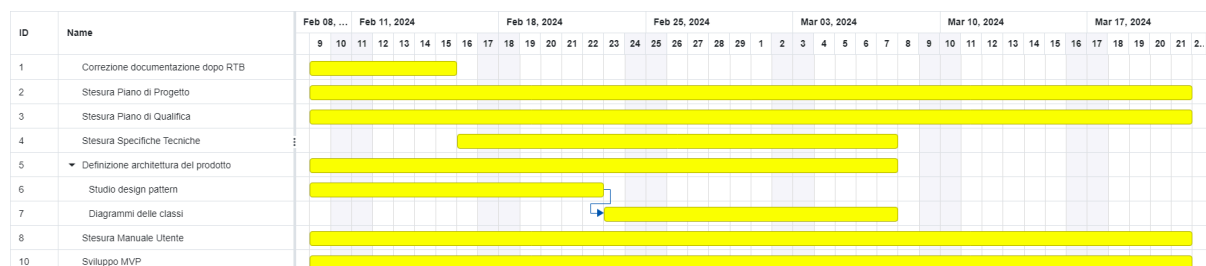 ID Name Feb 08, ... Feb 11, 2024 Feb 18, 2024 Feb 25, 2024 Mar 03, 2024 Mar 10, 2024 Mar 17, 2024
9 10 11 12 13 14 15 16 17 18 19 20 21 22 23 24 25 26 27 28 29 1 2 3 4 5 6 7 8 9 10 11 12 13 14 15 16 17 18 19 20 21 2..
1 Correzione documentazione dopo RTB
2 Stesura Piano di Progetto
3 Stesura Piano di Qualifica
4 Stesura Specifiche Tecniche
5 Definizione architettura del prodotto
6 Studio design pattern
7 Diagrammi delle classi
8 Stesura Manuale Utente
10 Sviluppo MVP